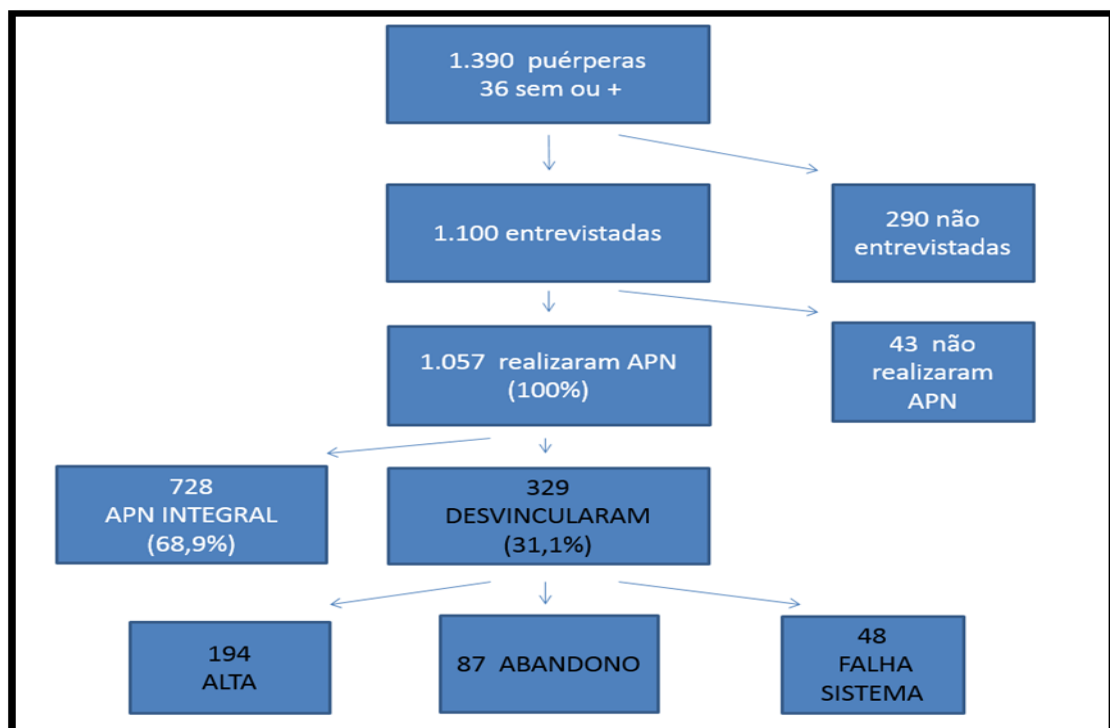 1.390 puérperas
36 sem ou +
1.100 entrevistadas
290 não
entrevistadas
1.057 realizaram APN
(100%)
43 não
realizaram
APN
728
APN INTEGRAL
(68,9%)
329
DESVINCULARAM
(31,1%)
194
ALTA
87 ABANDONO
48
FALHA
SISTEMA